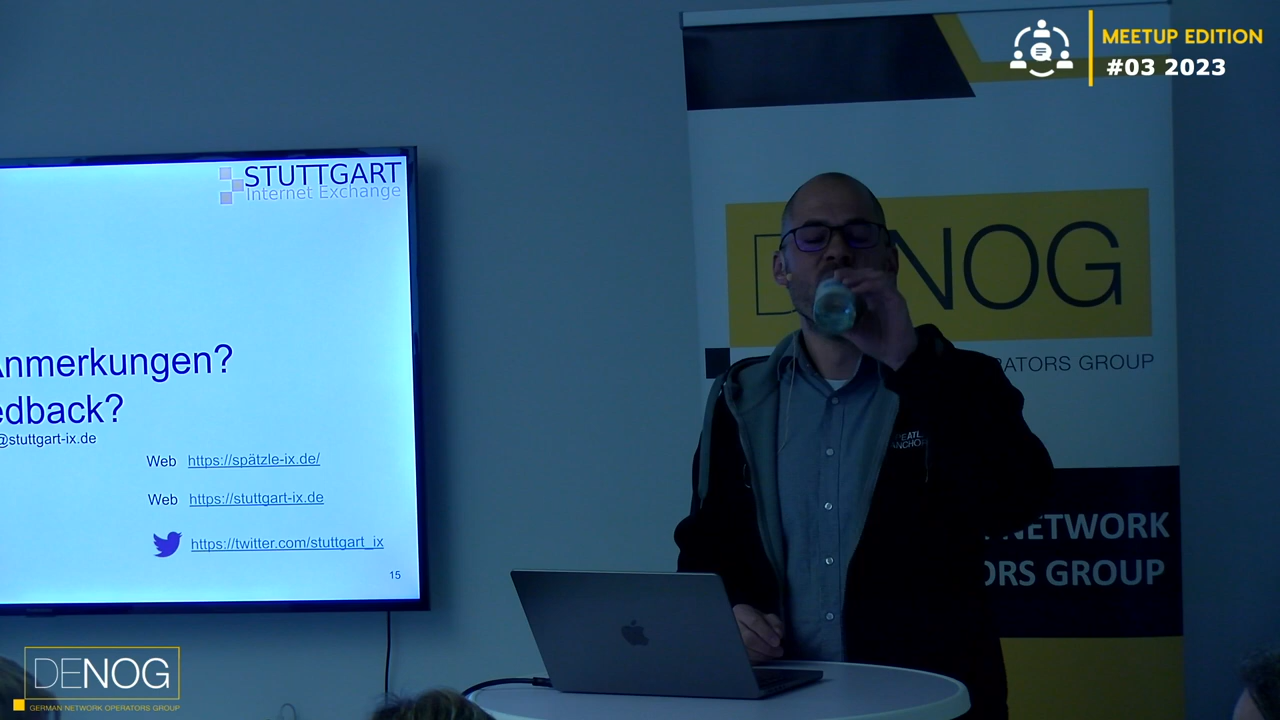 MEETUP EDITION
#03 2023
STUTTGART
Internet Exchange
Anmerkungen?
edback?
@stuttgart-ix.de
Web https://spätzle-ix.de/
Web https://stuttgart-ix.de
https://twitter.com/stuttgart_ix
15
DENOG
RATORS GROUP
NETWORK
ORS GROUP
DENOG
GERMAN NETWORK OPERATORS GROUP